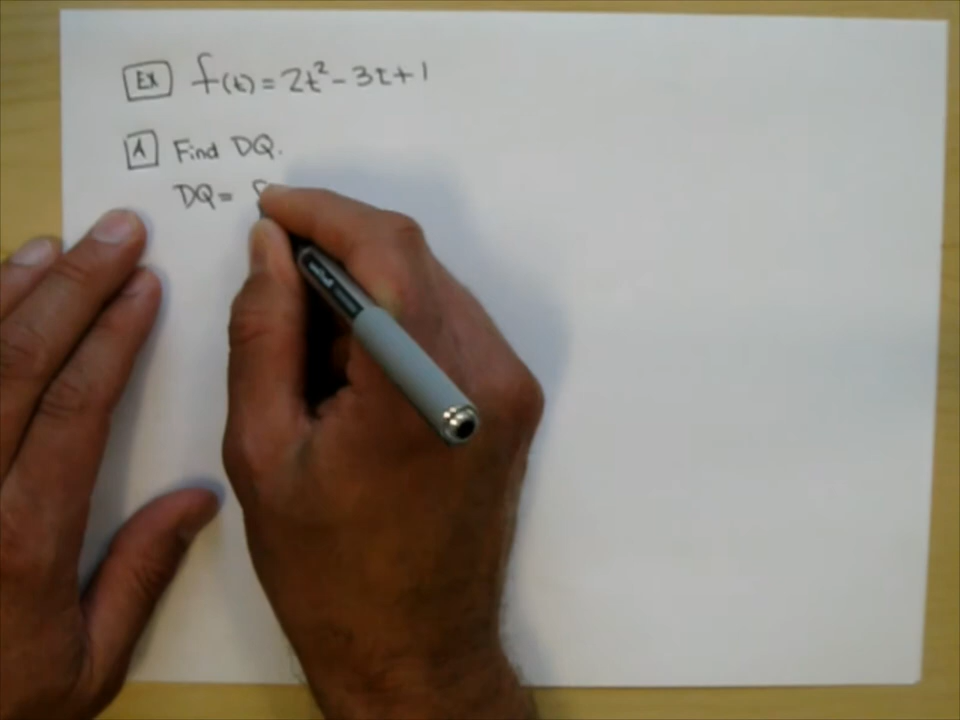 Ex f(t) = 2t² - 3t + 1
A Find DQ.
DQ = f